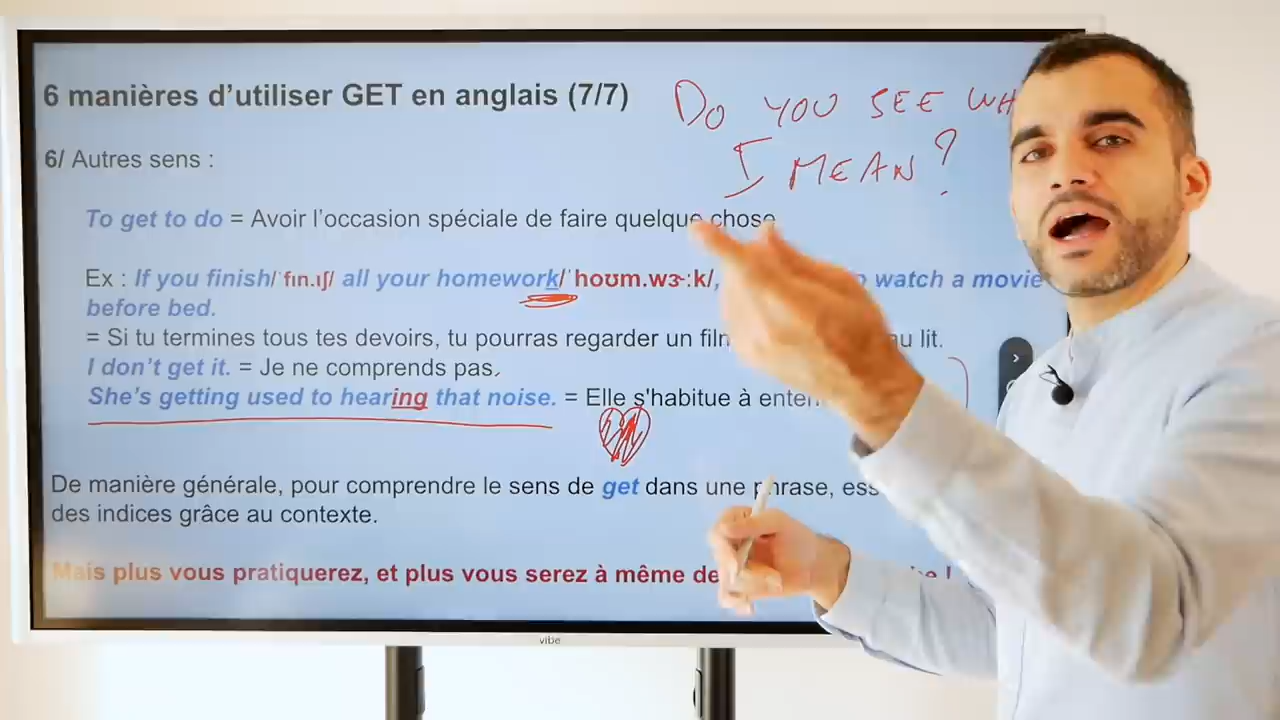 6 manières d'utiliser GET en anglais (7/7)
DO YOU SEE
I MEAN?
6/ Autres sens :
To get to do = Avoir l'occasion spéciale de faire quelque chose
Ex : If you finish/ˈfɪn.ɪʃ/ all your homework/ˈhoʊm.wɝːk/, watch a movie
before bed.
= Si tu termines tous tes devoirs, tu pourras regarder un film au lit.
I don't get it. = Je ne comprends pas.
She's getting used to hearing that noise. = Elle s'habitue à
De manière générale, pour comprendre le sens de get dans une phrase,
des indices grâce au contexte.
Mais plus vous pratiquerez, et plus vous serez à même de !
vibe